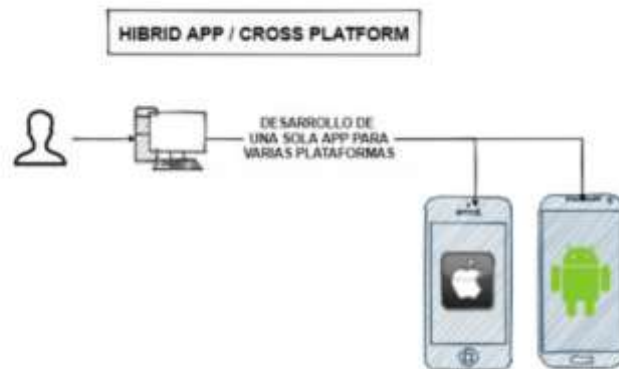 HIBRID APP / CROSS PLATFORM
DESARROLLO DE
UNA SOLA APP PARA
VARIAS PLATAFORMAS